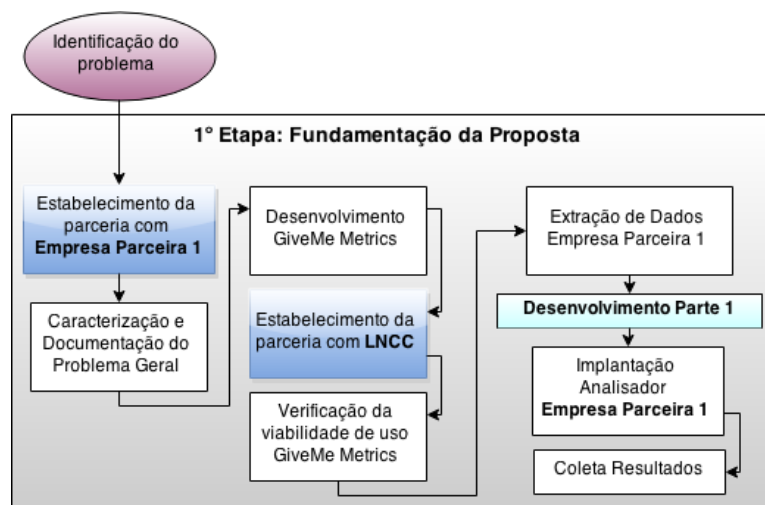 Identificação do
problema
1° Etapa: Fundamentação da Proposta
Estabelecimento da
parceria com
Empresa Parceira 1
Caracterização e
Documentação do
Problema Geral
Desenvolvimento
GiveMe Metrics
Estabelecimento da
parceria com LNCC
Verificação da
viabilidade de uso
GiveMe Metrics
Extração de Dados
Empresa Parceira 1
Desenvolvimento Parte 1
Implantação
Analisador
Empresa Parceira 1
Coleta Resultados